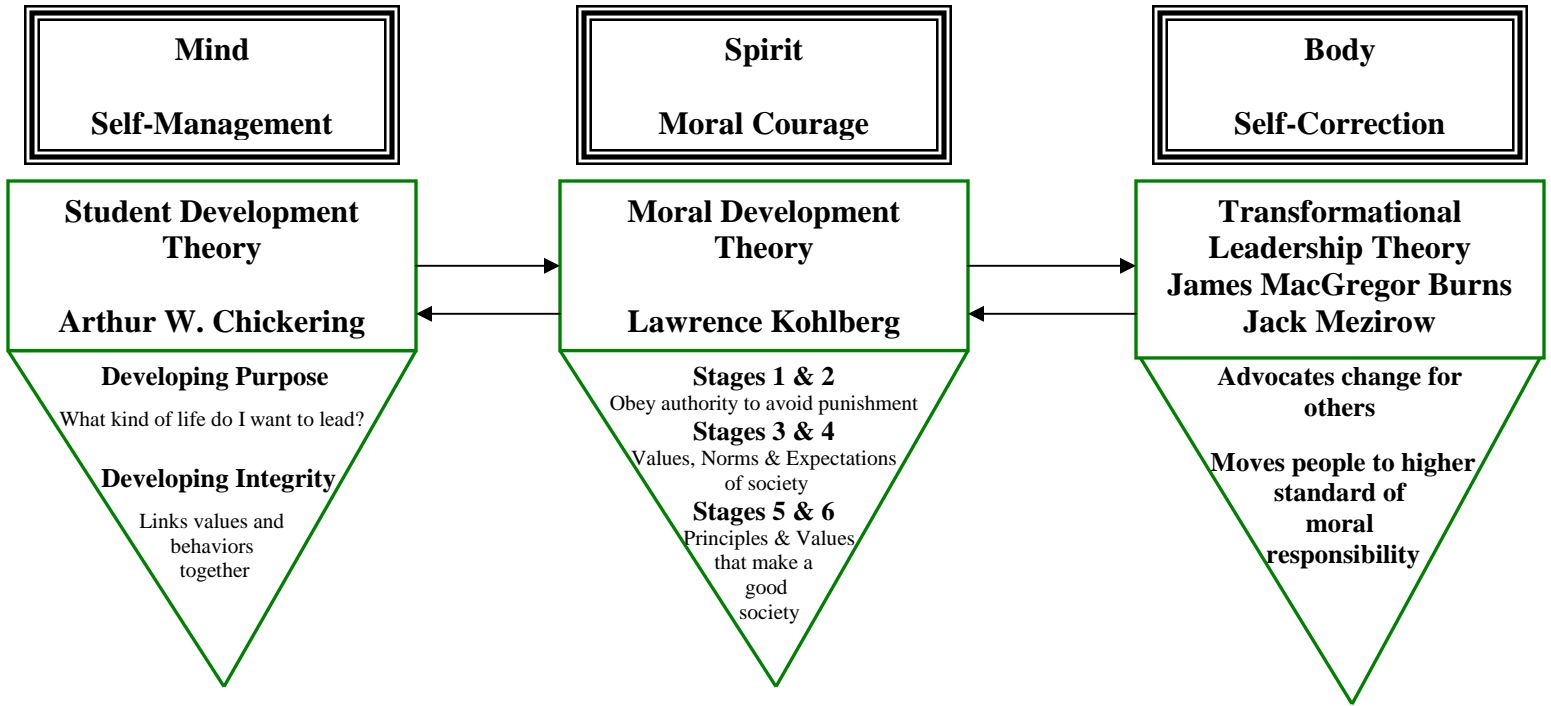 Mind
Self-Management
Spirit
Moral Courage
Body
Self-Correction
Student Development
Theory
Arthur W. Chickering
Moral Development
Theory
Lawrence Kohlberg
Transformational
Leadership Theory
James MacGregor Burns
Jack Mezirow
Developing Purpose
What kind of life do I want to lead?
Developing Integrity
Links values and
behaviors
together
Stages 1 & 2
Obey authority to avoid punishment
Stages 3 & 4
Values, Norms & Expectations
of society
Stages 5 & 6
Principles & Values
that make a
good
society
Advocates change for
others
Moves people to higher
standard of
moral
responsibility